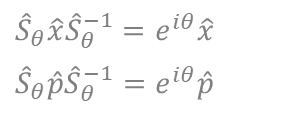 Ŝ_θ x̂ Ŝ_θ^{-1} = e^{iθ} x̂
Ŝ_θ p̂ Ŝ_θ^{-1} = e^{iθ} p̂